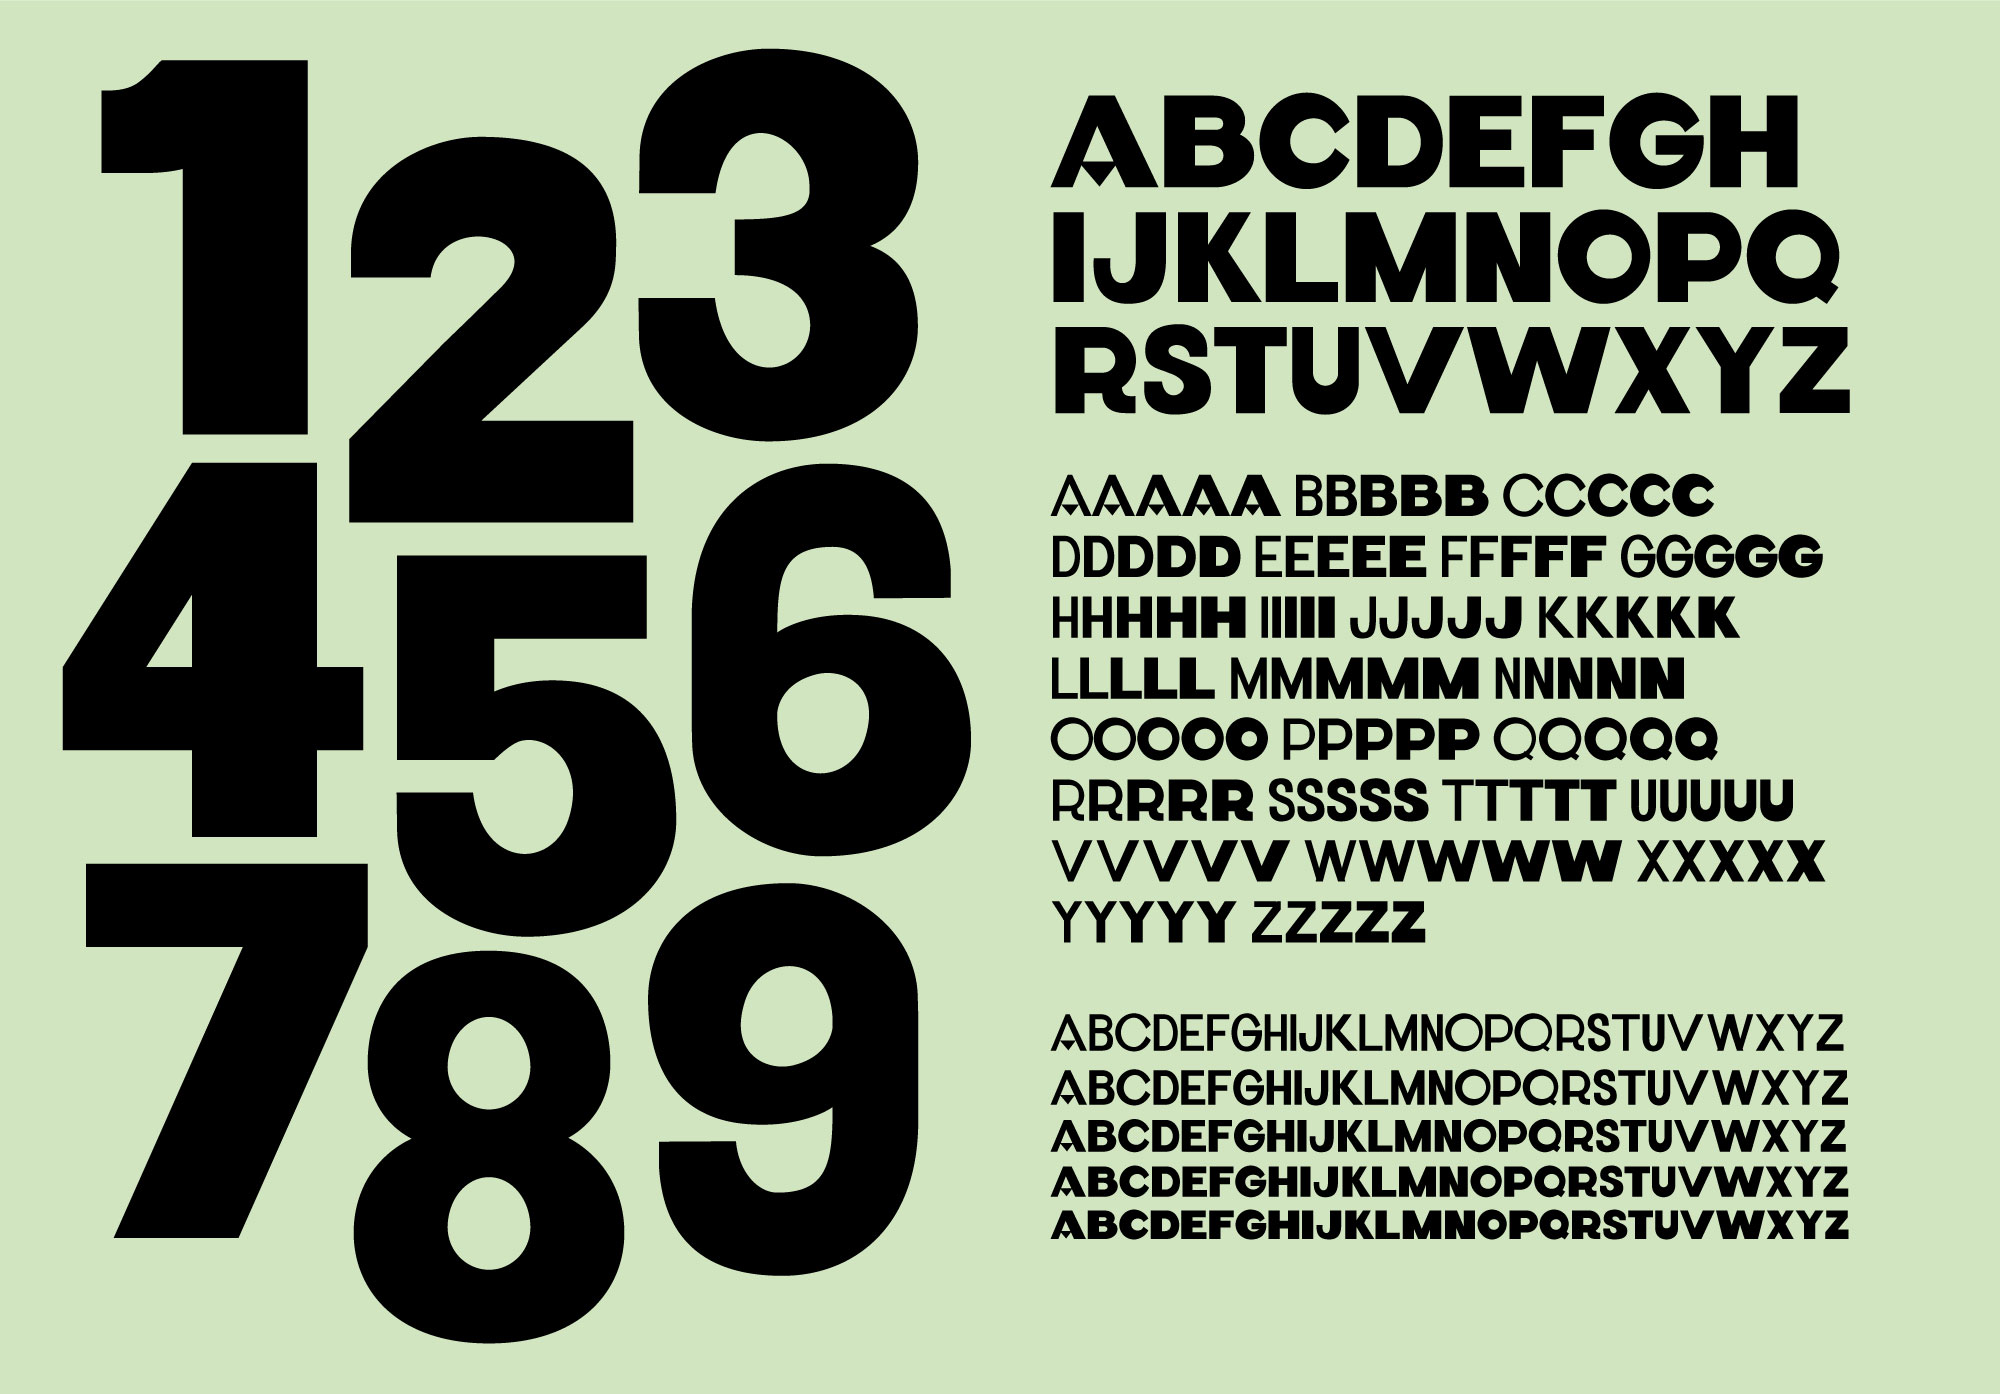 123
456
789
ABCDEFGH
IJKLMNOPQ
RSTUVWXYZ
AAAAA BBBBB CCCCC
DDDDD EEEEE FFFFF GGGGG
HHHHH IIIII JJJJJ KKKKK
LLLLL MMMMM NNNNN
OOOOO PPPPP QQQQQ
RRRRR SSSSS TTTTT UUUUU
VVVVV WWWWW XXXXX
YYYYY ZZZZZ
ABCDEFGHIJKLMNOPQRSTUVWXYZ
ABCDEFGHIJKLMNOPQRSTUVWXYZ
ABCDEFGHIJKLMNOPQRSTUVWXYZ
ABCDEFGHIJKLMNOPQRSTUVWXYZ
ABCDEFGHIJKLMNOPQRSTUVWXYZ